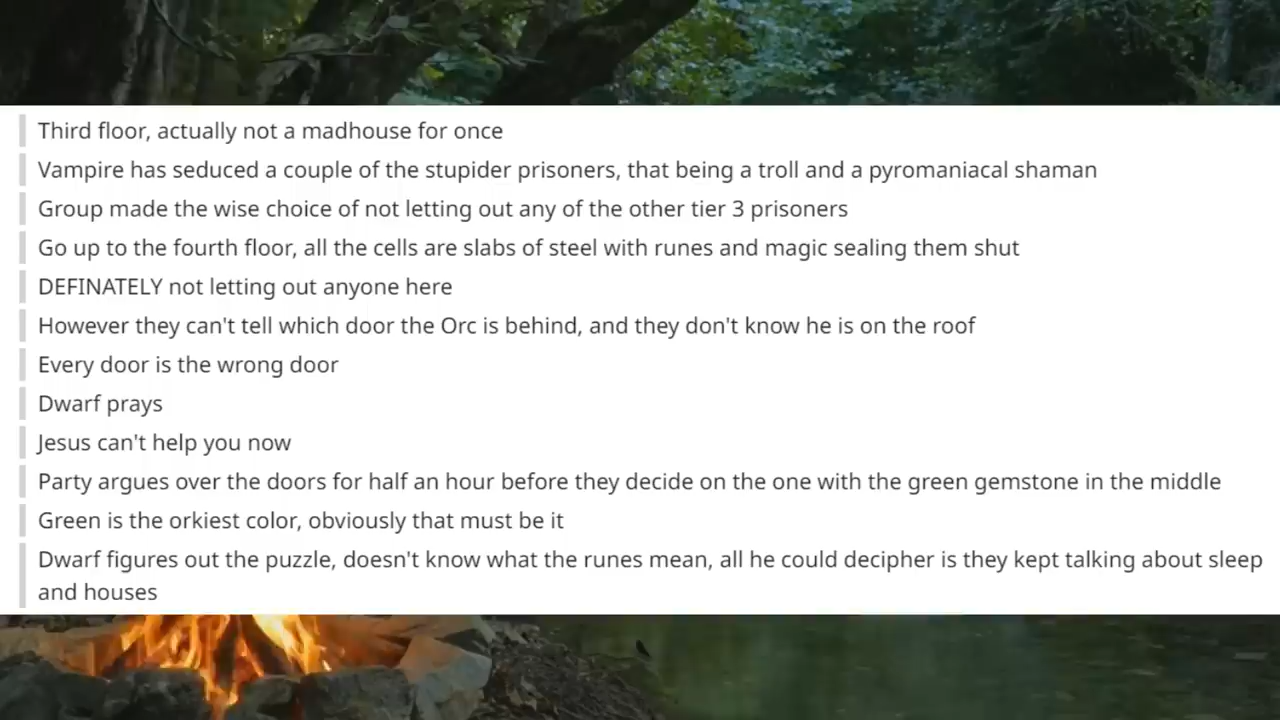 Third floor, actually not a madhouse for once
Vampire has seduced a couple of the stupider prisoners, that being a troll and a pyromaniacal shaman
Group made the wise choice of not letting out any of the other tier 3 prisoners
Go up to the fourth floor, all the cells are slabs of steel with runes and magic sealing them shut
DEFINATELY not letting out anyone here
However they can't tell which door the Orc is behind, and they don't know he is on the roof
Every door is the wrong door
Dwarf prays
Jesus can't help you now
Party argues over the doors for half an hour before they decide on the one with the green gemstone in the middle
Green is the orkiest color, obviously that must be it
Dwarf figures out the puzzle, doesn't know what the runes mean, all he could decipher is they kept talking about sleep
and houses